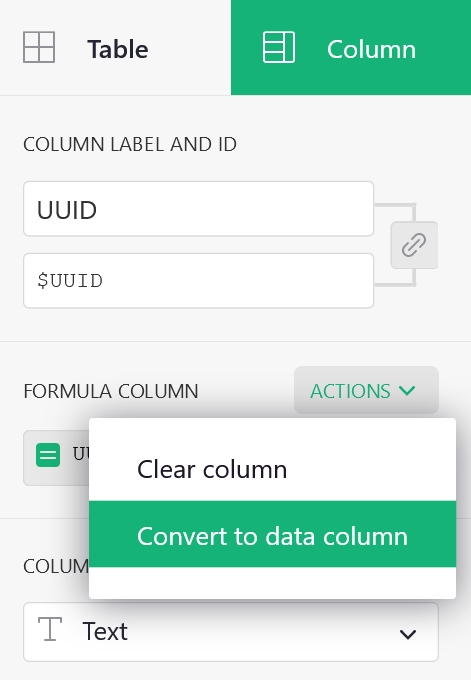 Table
Column
COLUMN LABEL AND ID
UUID
$UUID
FORMULA COLUMN
ACTIONS
Clear column
Convert to data column
Text